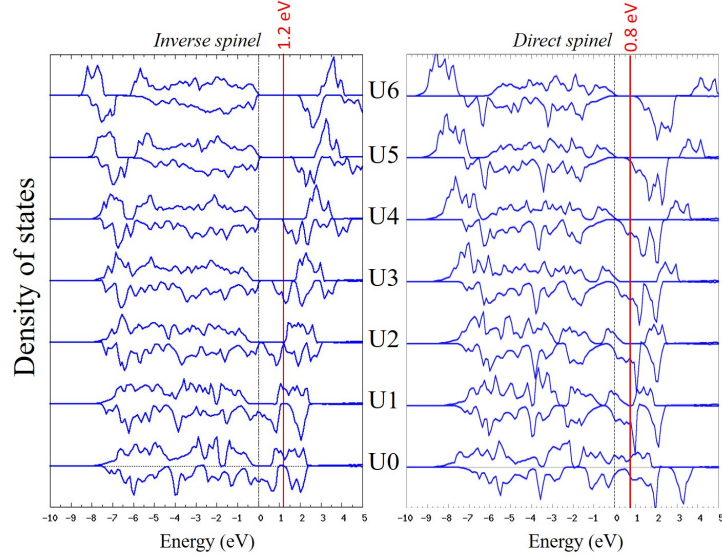 Inverse spinel
1.2 eV
Direct spinel
0.8 eV
Density of states
U6
U5
U4
U3
U2
U1
U0
-10 -9 -8 -7 -6 -5 -4 -3 -2 -1 0 1 2 3 4 5
-10 -9 -8 -7 -6 -5 -4 -3 -2 -1 0 1 2 3 4 5
Energy (eV)
Energy (eV)